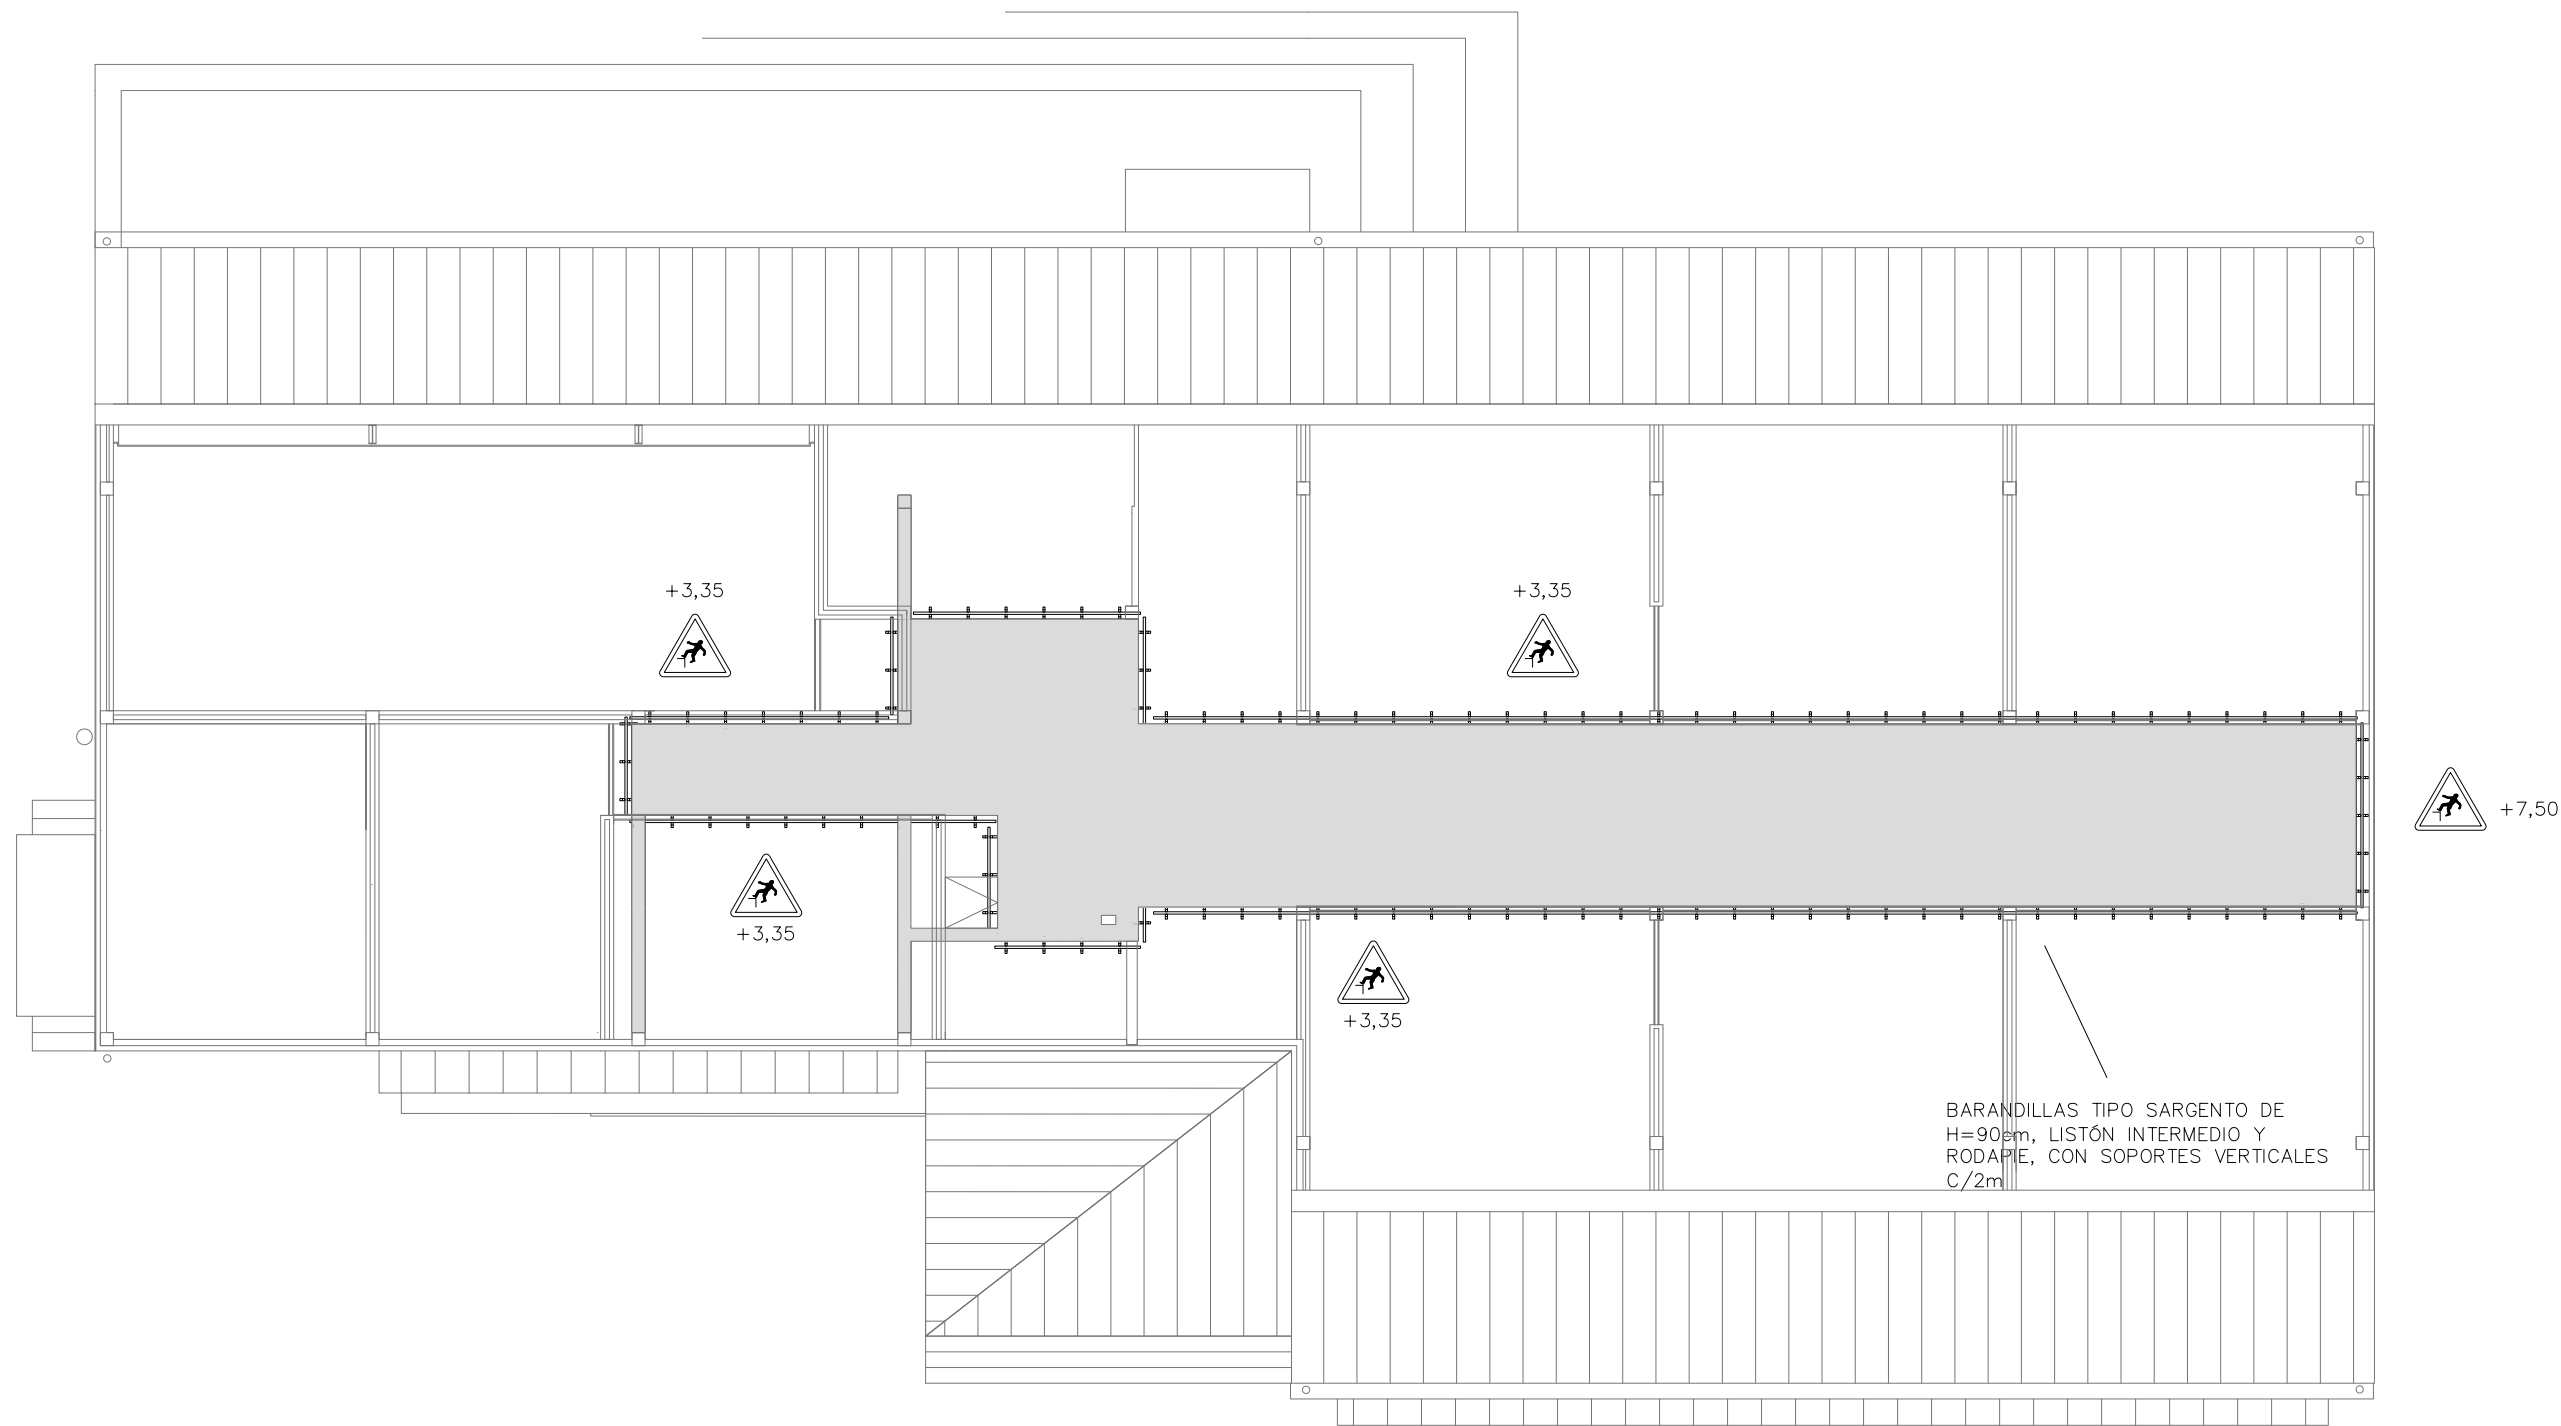 +3,35
+3,35
+7,50
+3,35
+3,35
BARANDILLAS TIPO SARGENTO DE
H=90cm, LISTÓN INTERMEDIO Y
RODAPIE, CON SOPORTES VERTICALES
C/2m